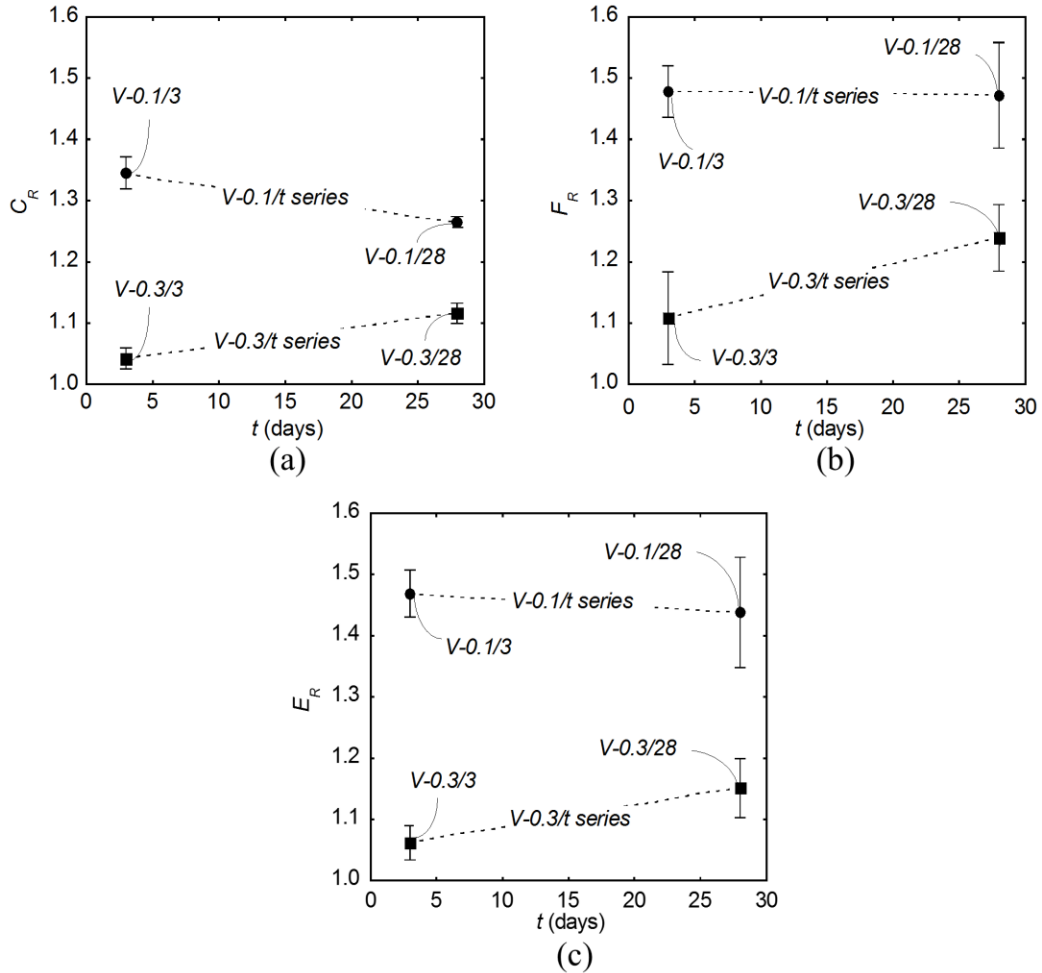 1.6
1.5
1.4
1.3
1.2
1.1
1.0
C_R
V-0.1/3
V-0.1/t series
V-0.1/28
V-0.3/3
V-0.3/t series
V-0.3/28
0 5 10 15 20 25 30
t (days)
(a)
1.6
1.5
1.4
1.3
1.2
1.1
1.0
F_R
V-0.1/28
V-0.1/t series
V-0.1/3
V-0.3/28
V-0.3/t series
V-0.3/3
0 5 10 15 20 25 30
t (days)
(b)
1.6
1.5
1.4
1.3
1.2
1.1
1.0
E_R
V-0.1/28
V-0.1/t series
V-0.1/3
V-0.3/28
V-0.3/3
V-0.3/t series
0 5 10 15 20 25 30
t (days)
(c)